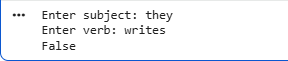 Enter subject: they
Enter verb: writes
False